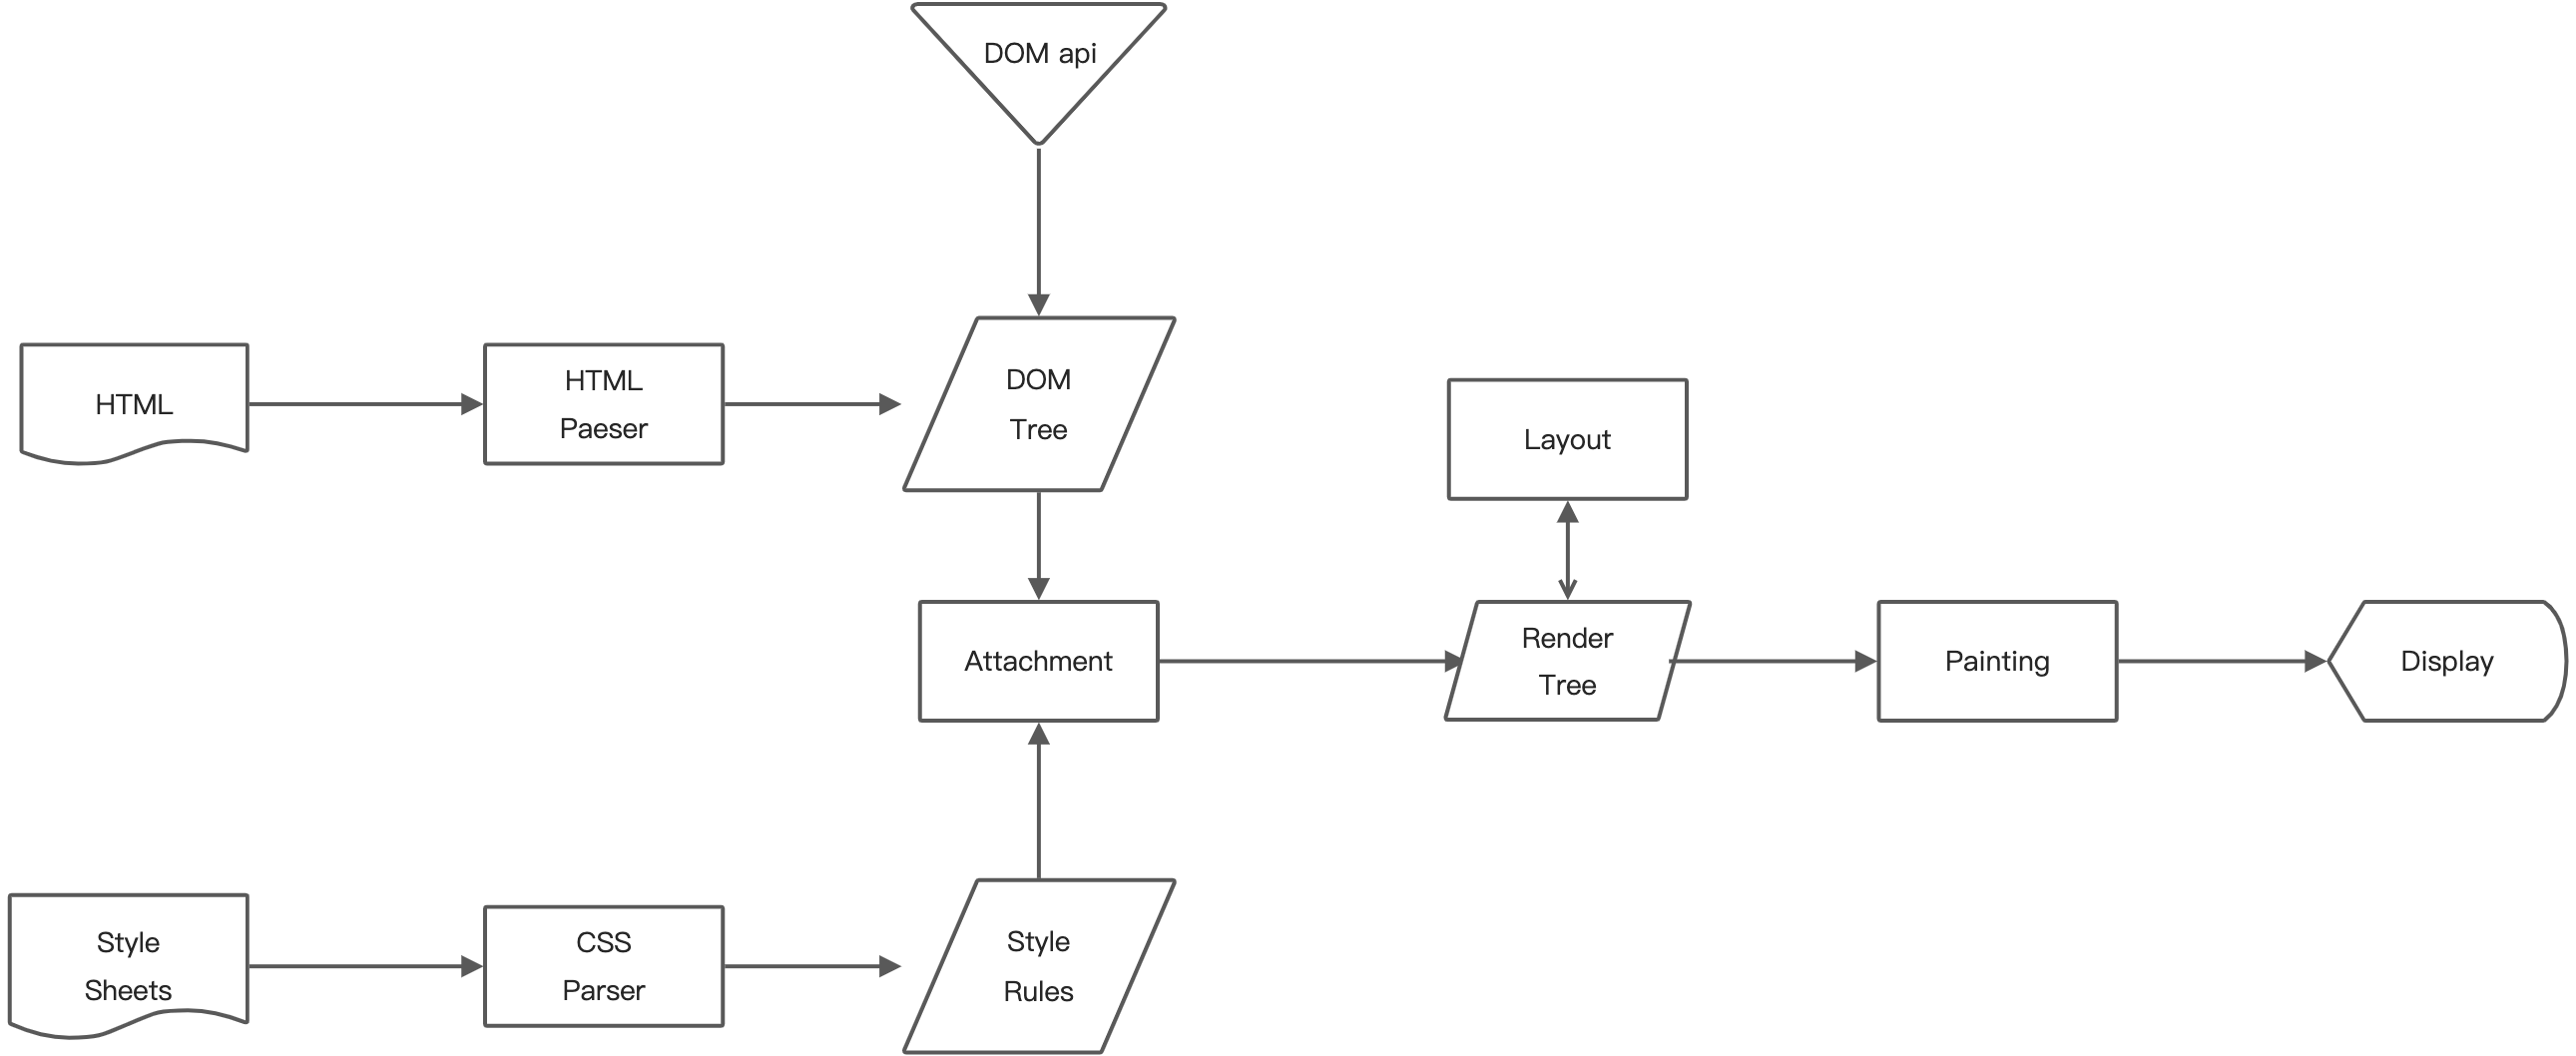 DOM api
HTML
HTML
Paeser
DOM
Tree
Layout
Attachment
Render
Tree
Painting
Display
Style
Sheets
CSS
Parser
Style
Rules